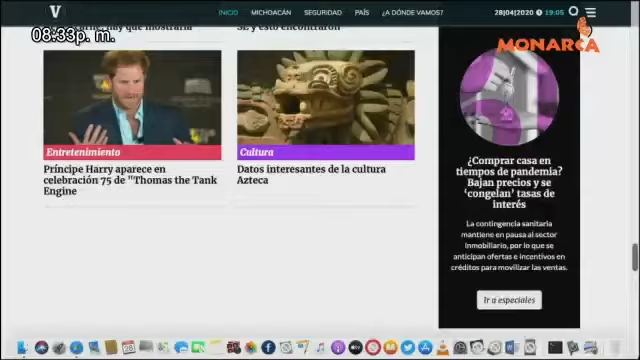 V
INICIO MICHOACÁN SEGURIDAD PAÍS ¿A DÓNDE VAMOS?
28|04|2020 19:05
08:33p. m.
MONARCA
Entretenimiento
Príncipe Harry aparece en
celebración 75 de "Thomas the Tank
Engine
Cultura
Datos interesantes de la cultura
Azteca
¿Comprar casa en
tiempos de pandemia?
Bajan precios y se
‘congelan’ tasas de
interés
La contingencia sanitaria
mantiene en pausa al sector
Inmobiliario, por lo que se
anticipan ofertas e incentivos en
créditos para movilizar las ventas.
Ir a especiales